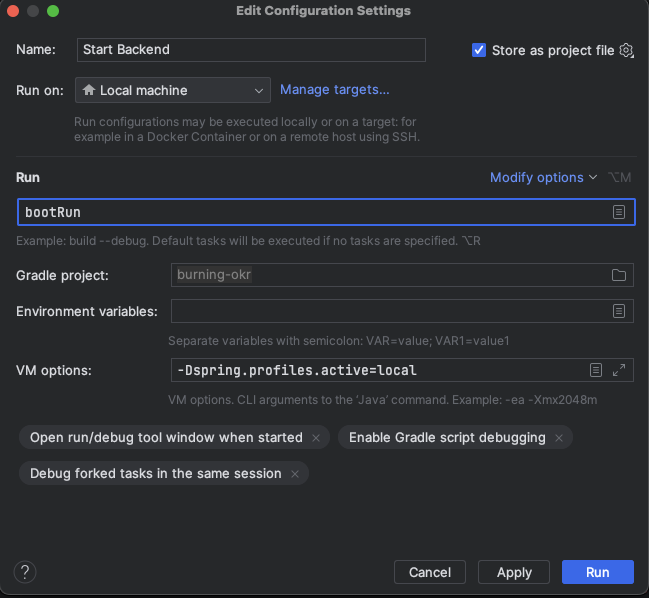 Edit Configuration Settings
Name: Start Backend Store as project file
Run on: Local machine Manage targets...
Run configurations may be executed locally or on a target: for
example in a Docker Container or on a remote host using SSH.
Run Modify options ⌥M
bootRun
Example: build --debug. Default tasks will be executed if no tasks are specified. ⌥R
Gradle project: burning-okr
Environment variables:
Separate variables with semicolon: VAR=value; VAR1=value1
VM options: -Dspring.profiles.active=local
VM options. CLI arguments to the ‘Java’ command. Example: -ea -Xmx2048m
Open run/debug tool window when started × Enable Gradle script debugging ×
Debug forked tasks in the same session ×
? Cancel Apply Run